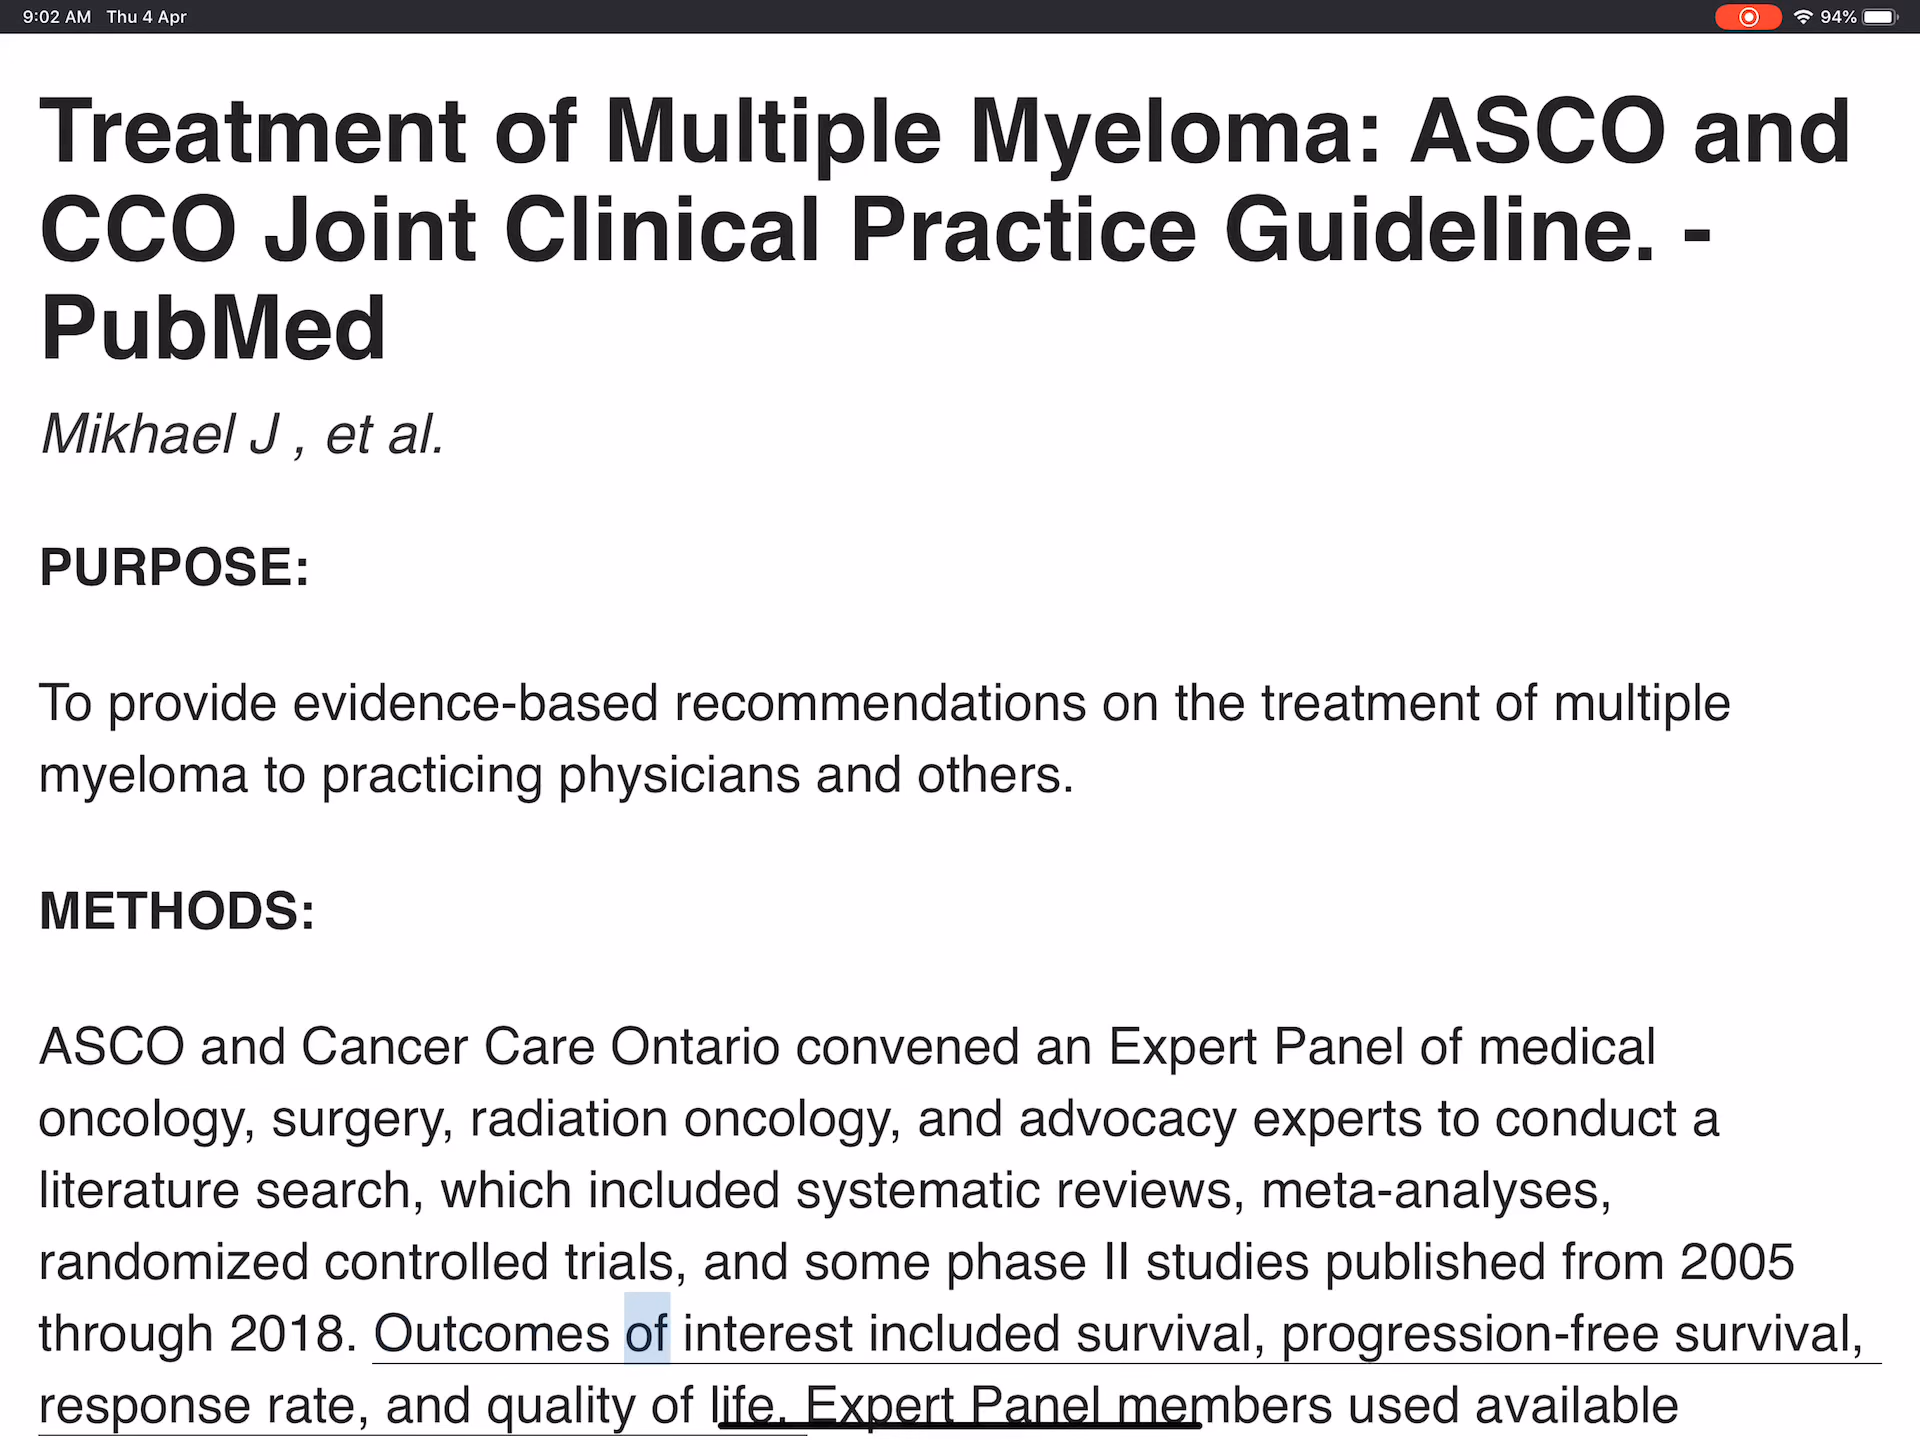 9:02 AM Thu 4 Apr
94%
Treatment of Multiple Myeloma: ASCO and
CCO Joint Clinical Practice Guideline. -
PubMed
Mikhael J , et al.
PURPOSE:
To provide evidence-based recommendations on the treatment of multiple
myeloma to practicing physicians and others.
METHODS:
ASCO and Cancer Care Ontario convened an Expert Panel of medical
oncology, surgery, radiation oncology, and advocacy experts to conduct a
literature search, which included systematic reviews, meta-analyses,
randomized controlled trials, and some phase II studies published from 2005
through 2018. Outcomes of interest included survival, progression-free survival,
response rate, and quality of life. Expert Panel members used available